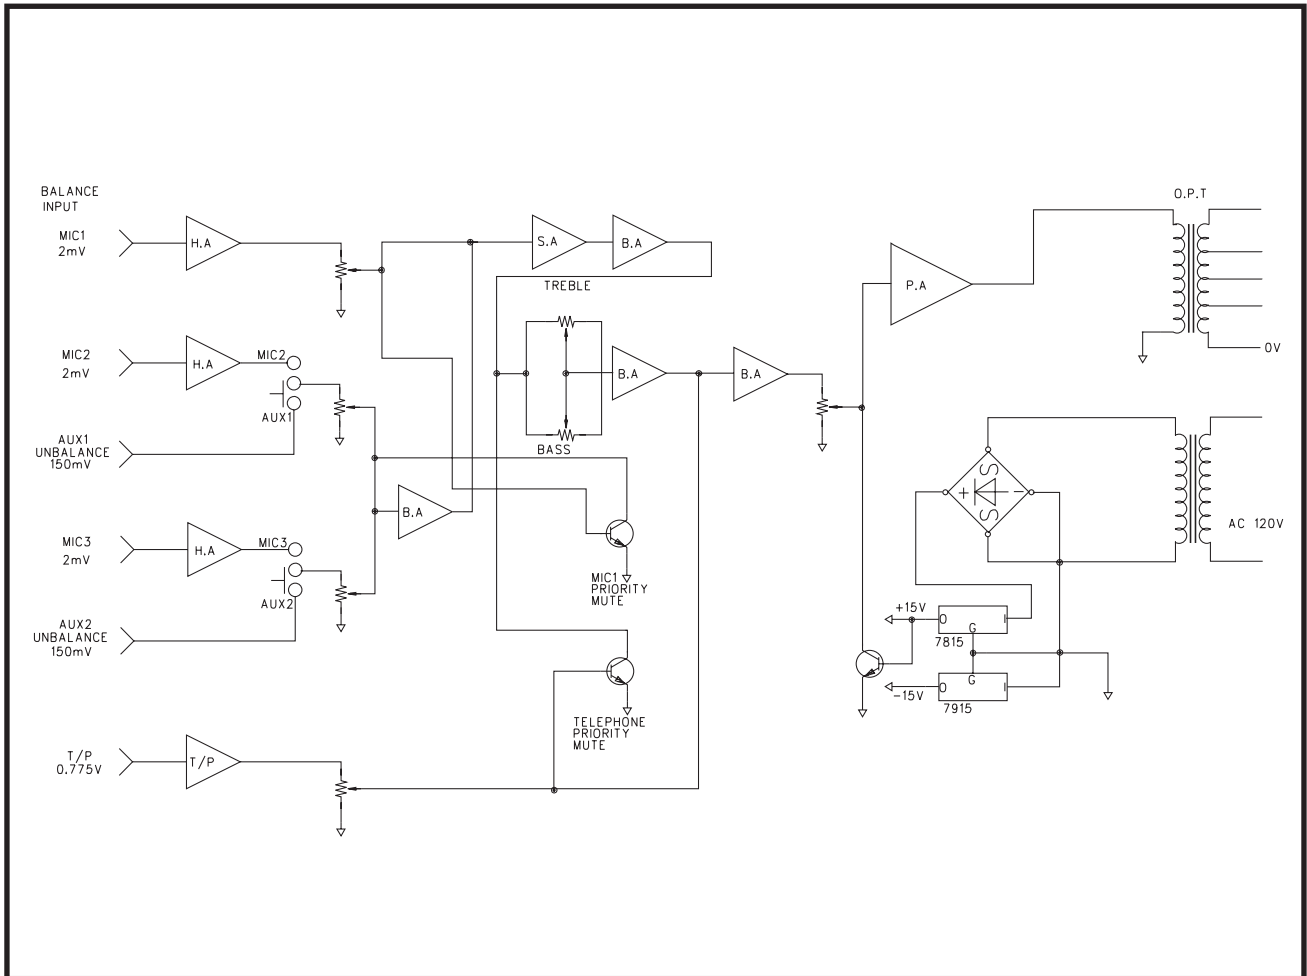 BALANCE
INPUT
MIC1
2mV
H.A
S.A
B.A
TREBLE
MIC2
2mV
H.A
MIC2
AUX1
AUX1
UNBALANCE
150mV
B.A
BASS
B.A
MIC3
2mV
H.A
MIC3
AUX2
AUX2
UNBALANCE
150mV
B.A
MIC1
PRIORITY
MUTE
TELEPHONE
PRIORITY
MUTE
T/P
0.775V
T/P
P.A
O.P.T
0V
S
S
+
-
AC 120V
+15V
O
G
I
7815
-15V
O
G
I
7915